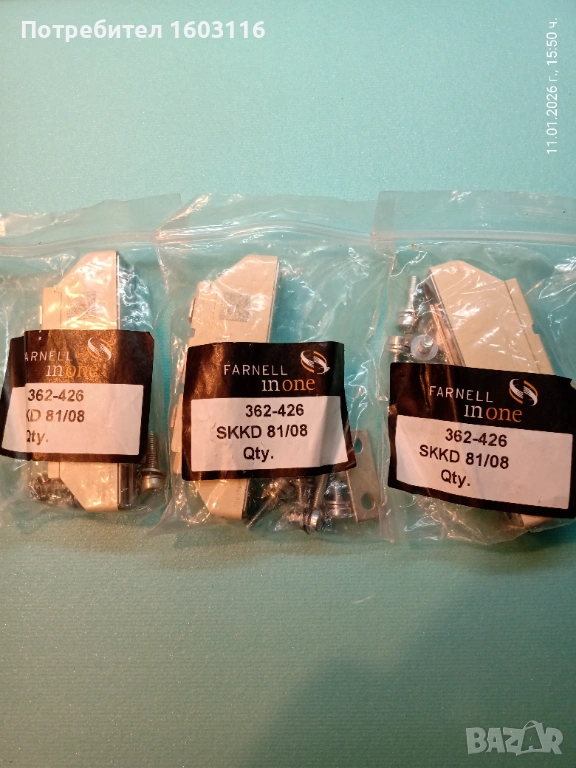 Потребител 1603116
11.01.2026 г., 15:50 ч.
FARNELL
inone
362-426
KD 81/08
Qty.
FARNELL
inone
362-426
SKKD 81/08
Qty.
FARNELL
inone
362-426
SKKD 81/08
Qty.
BAZAR